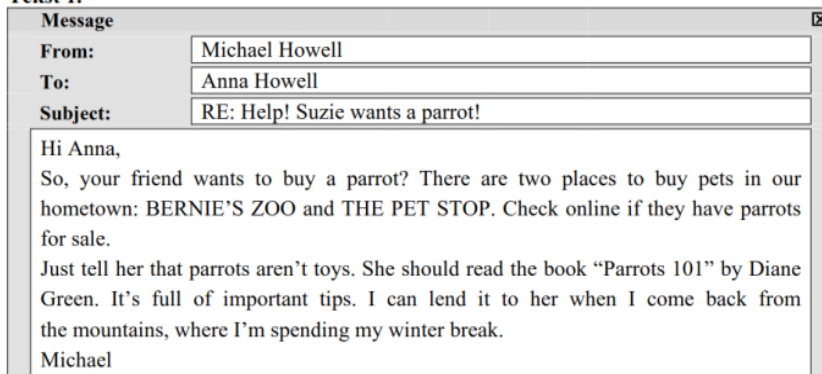 Message
From: Michael Howell
To: Anna Howell
Subject: RE: Help! Suzie wants a parrot!
Hi Anna,
So, your friend wants to buy a parrot? There are two places to buy pets in our
hometown: BERNIE’S ZOO and THE PET STOP. Check online if they have parrots
for sale.
Just tell her that parrots aren’t toys. She should read the book “Parrots 101” by Diane
Green. It’s full of important tips. I can lend it to her when I come back from
the mountains, where I’m spending my winter break.
Michael